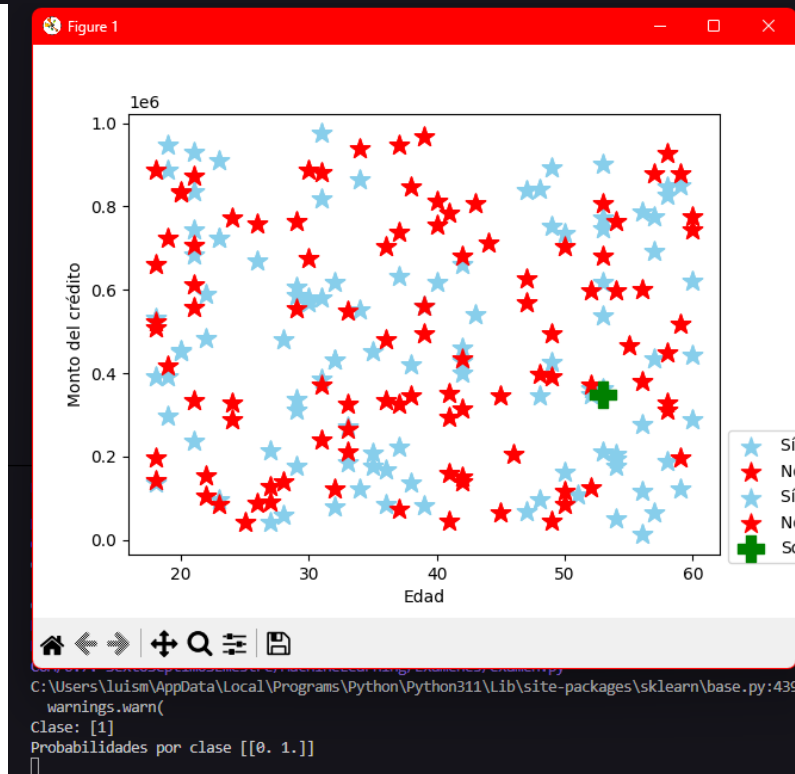 Figure 1
1e6
1.0
0.8
0.6
0.4
0.2
0.0
Monto del crédito
20 30 40 50 60
Edad
C:\Users\luism\AppData\Local\Programs\Python\Python311\Lib\site-packages\sklearn\base.py:439
warnings.warn(
Clase: [1]
Probabilidades por clase [[0. 1.]]